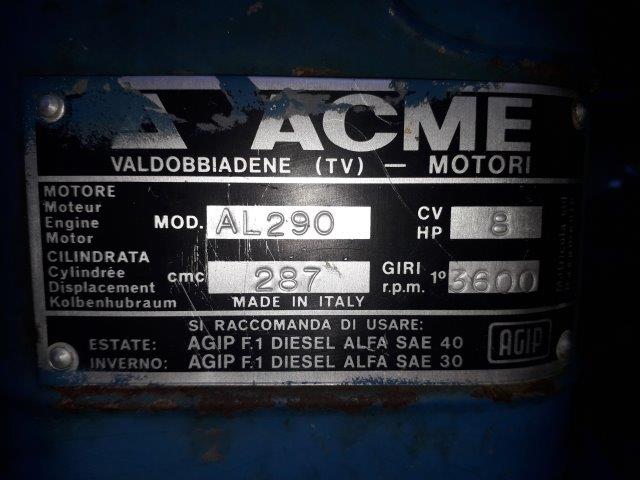 ACME
VALDOBBIADENE (TV) — MOTORI
MOTORE
Moteur
Engine
Motor
MOD. AL290
CV
HP
8
CILINDRATA
Cylindrée
Displacement
Kolbenhubraum
cmc 287
GIRI
r.p.m.
1º 3600
MADE IN ITALY
SI RACCOMANDA DI USARE:
ESTATE: AGIP F.1 DIESEL ALFA SAE 40
INVERNO: AGIP F.1 DIESEL ALFA SAE 30
AGIP